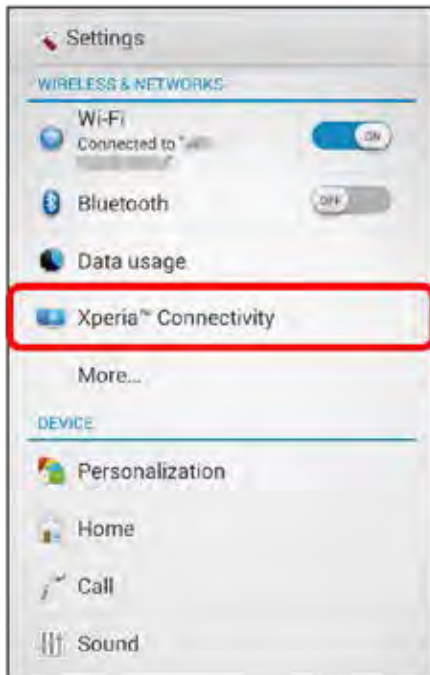 Settings
WIRELESS & NETWORKS
Wi-Fi
ON
Connected to "
"
Bluetooth
OFF
Data usage
Xperia™ Connectivity
More...
DEVICE
Personalization
Home
Call
Sound